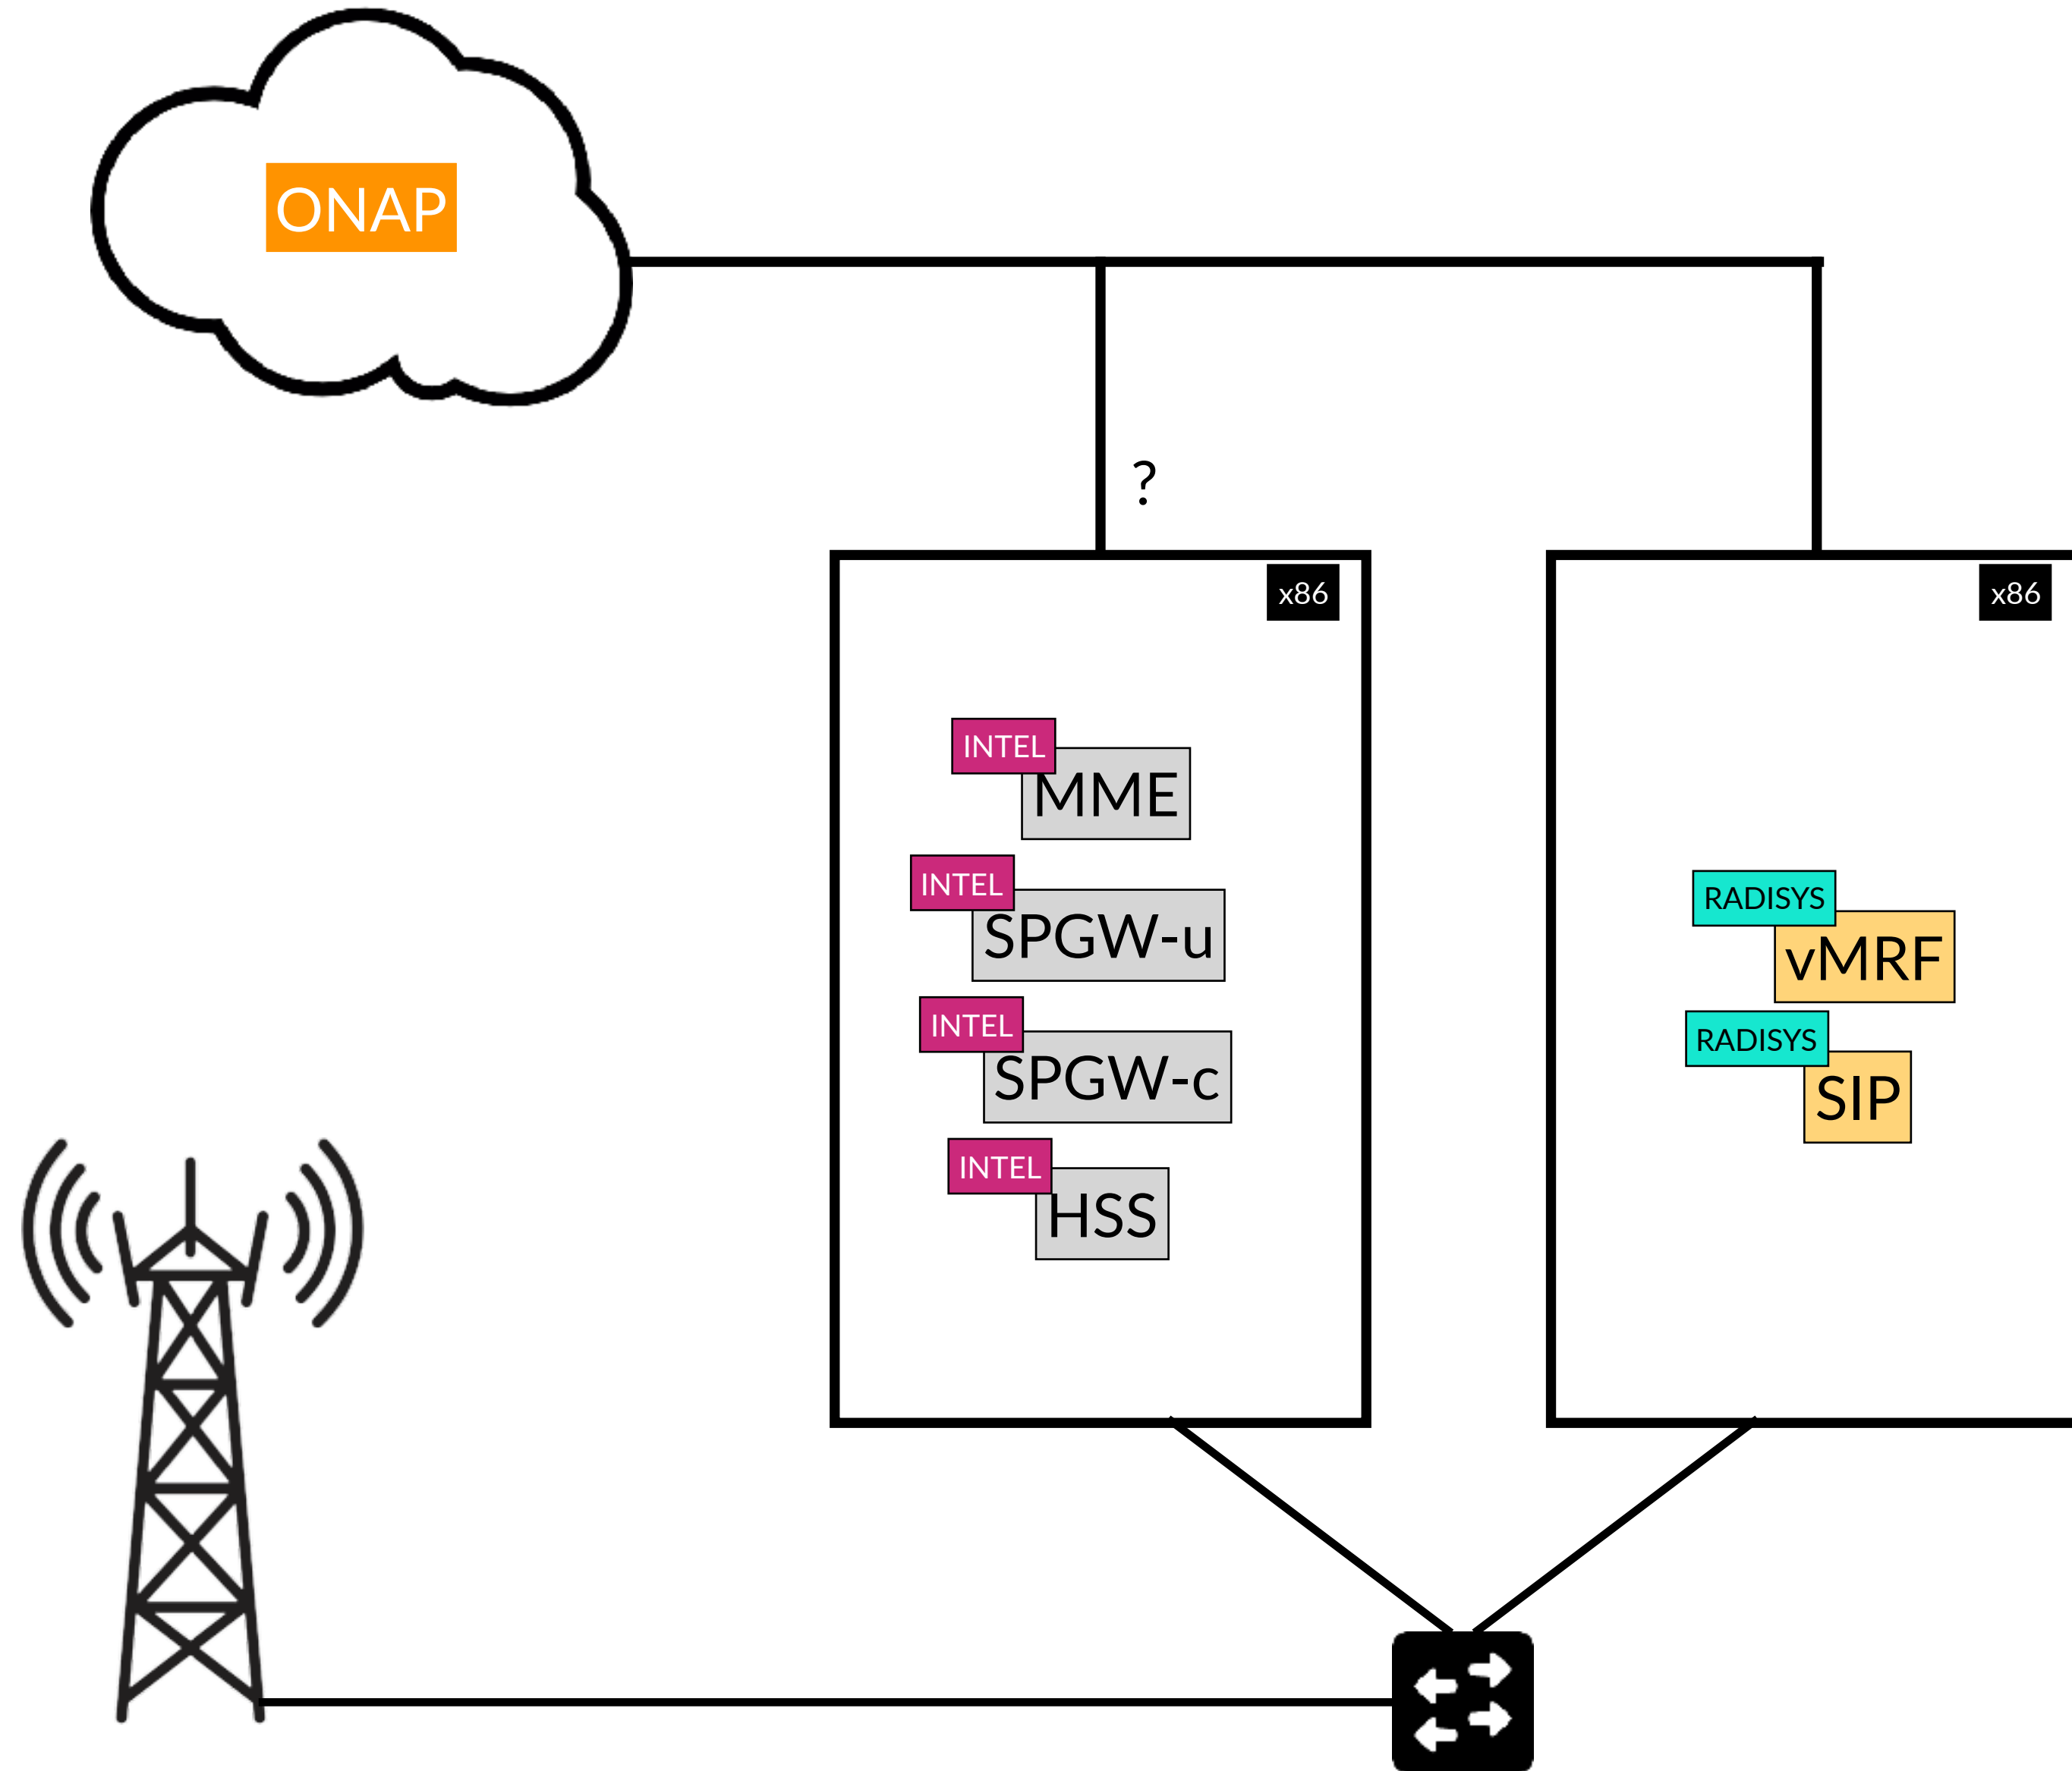 ONAP
?
x86
INTEL
MME
INTEL
SPGW-u
INTEL
SPGW-c
INTEL
HSS
x86
RADISYS
vMRF
RADISYS
SIP